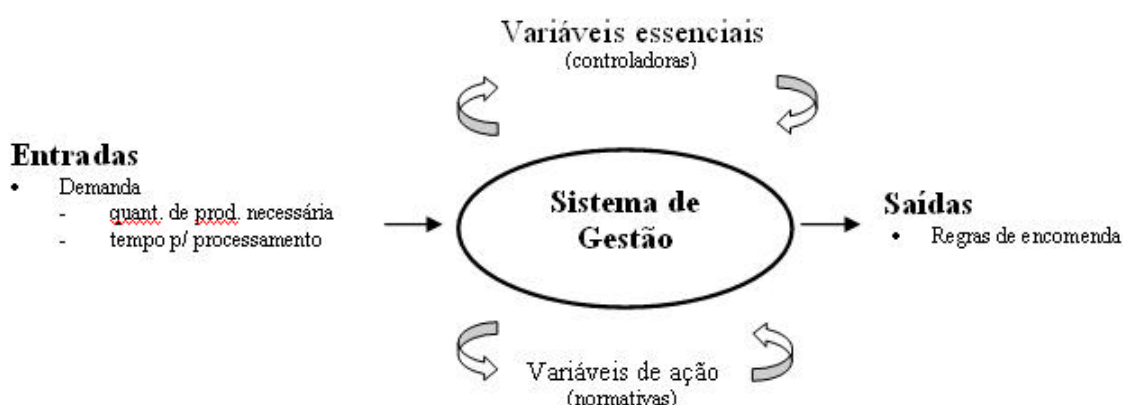 Variáveis essenciais
(controladoras)
Entradas
• Demanda
- quant. de prod. necessária
- tempo p/ processamento
Sistema de
Gestão
Saídas
• Regras de encomenda
Variáveis de ação
(normativas)